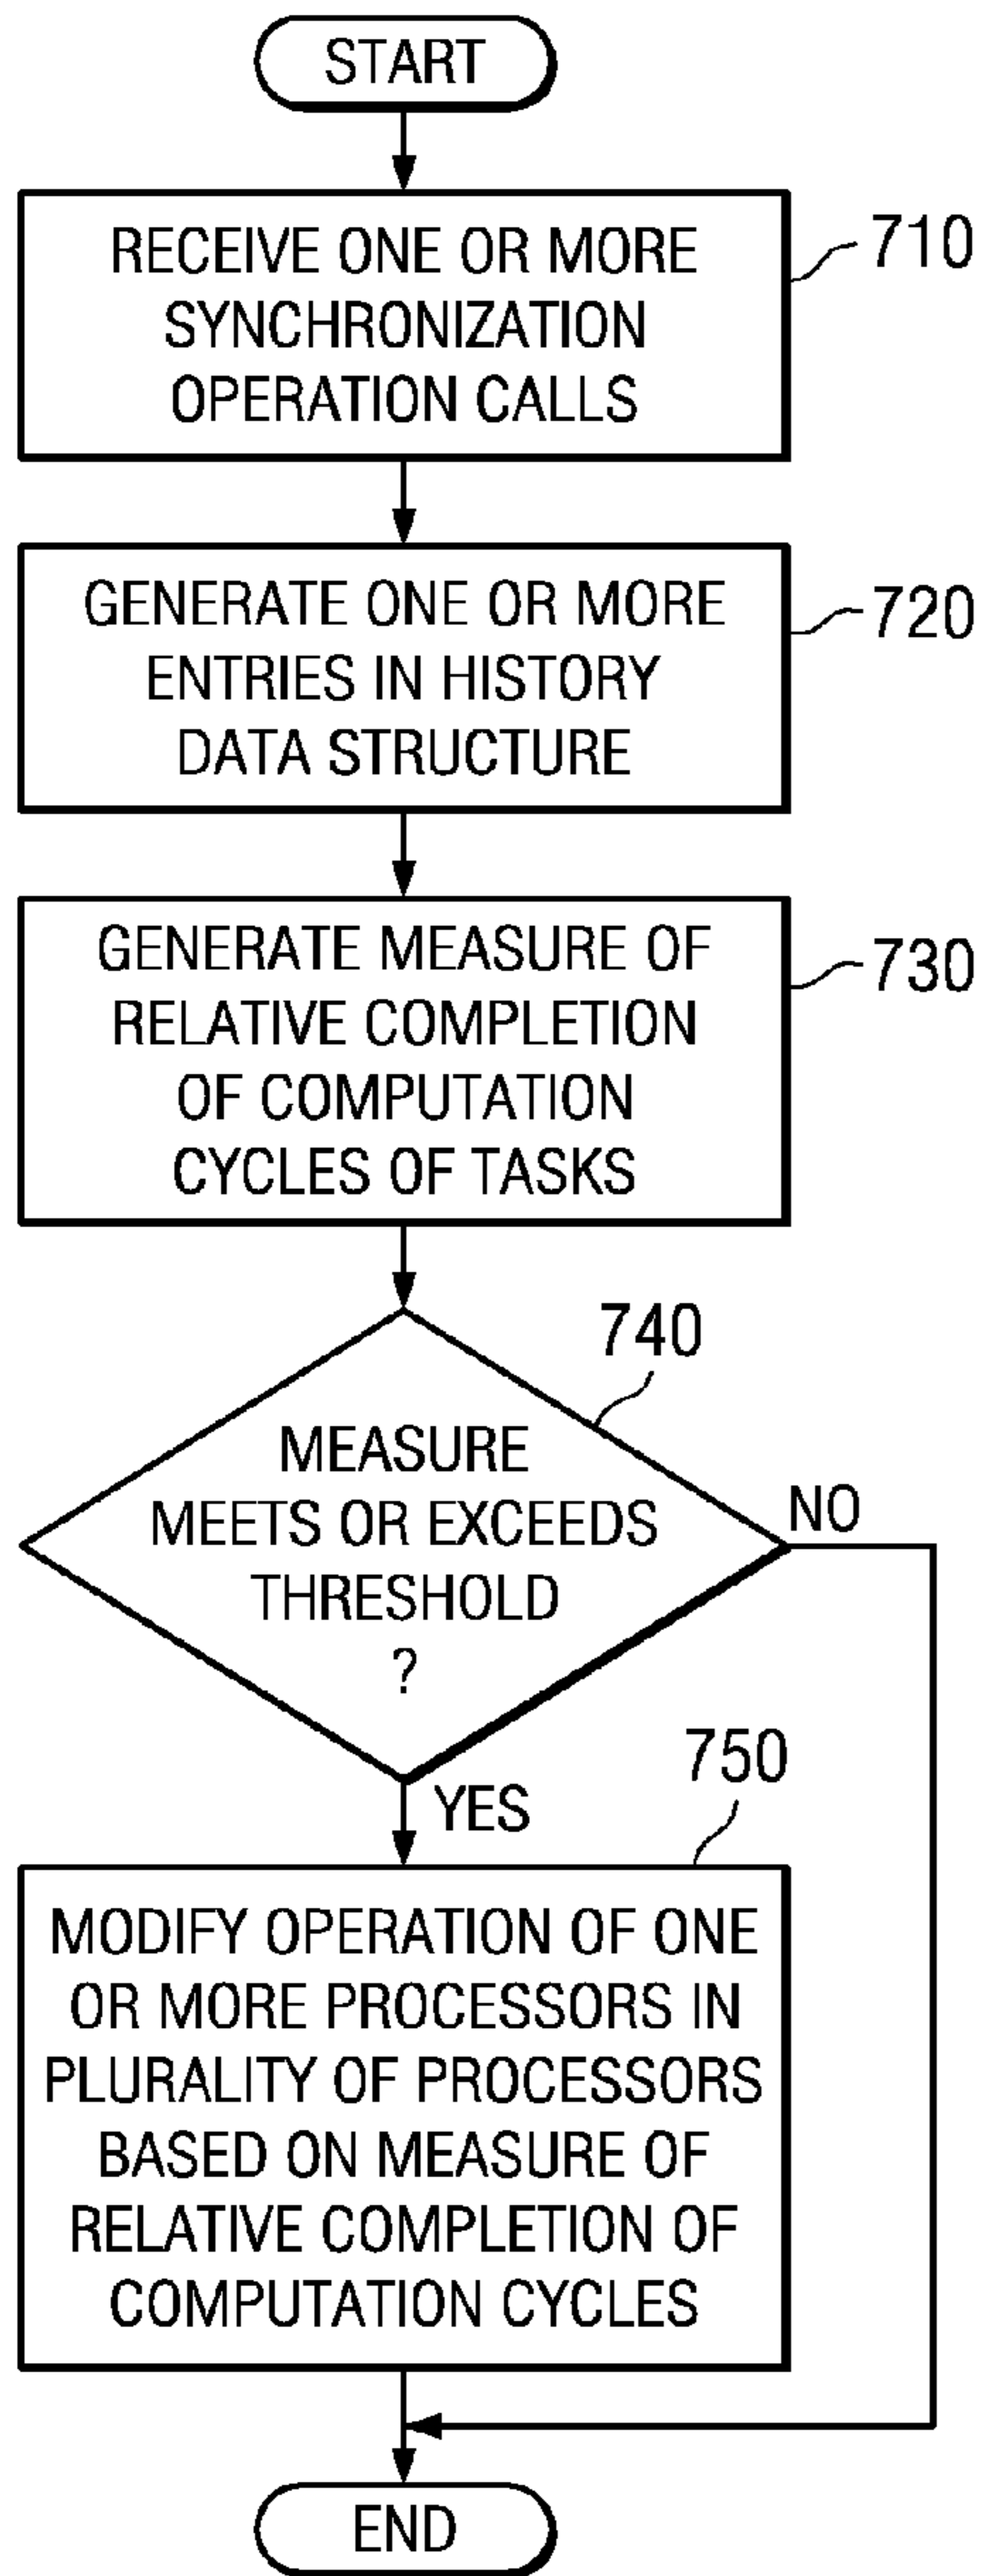 START
RECEIVE ONE OR MORE
SYNCHRONIZATION
OPERATION CALLS
710
GENERATE ONE OR MORE
ENTRIES IN HISTORY
DATA STRUCTURE
720
GENERATE MEASURE OF
RELATIVE COMPLETION
OF COMPUTATION
CYCLES OF TASKS
730
740
MEASURE
MEETS OR EXCEEDS
THRESHOLD
?
NO
YES
750
MODIFY OPERATION OF ONE
OR MORE PROCESSORS IN
PLURALITY OF PROCESSORS
BASED ON MEASURE OF
RELATIVE COMPLETION OF
COMPUTATION CYCLES
END